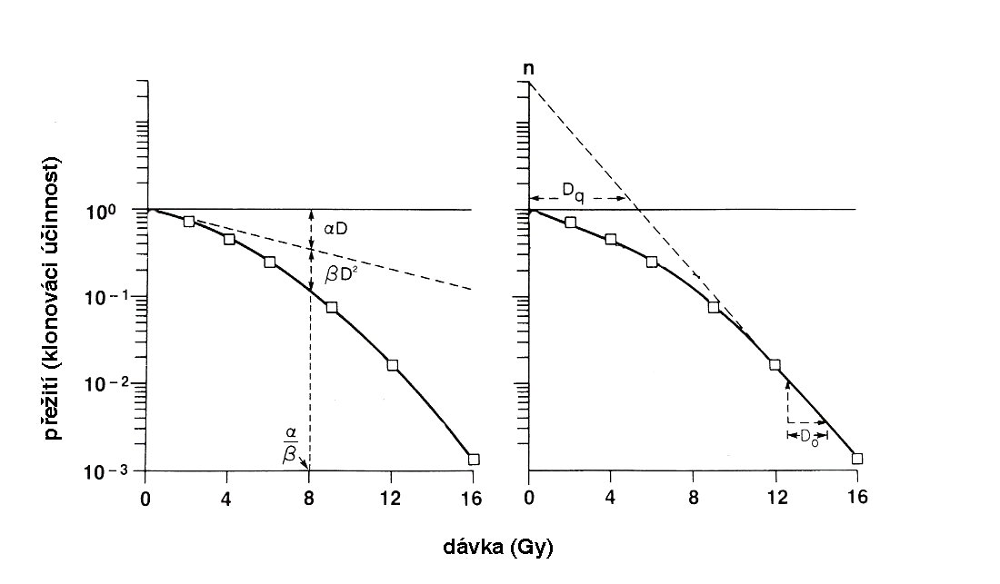 přežití (klonováci účinnost)
10⁰
10⁻¹
10⁻²
10⁻³
αD
βD²
α
β
0 4 8 12 16
n
Dq
D₀
0 4 8 12 16
dávka (Gy)